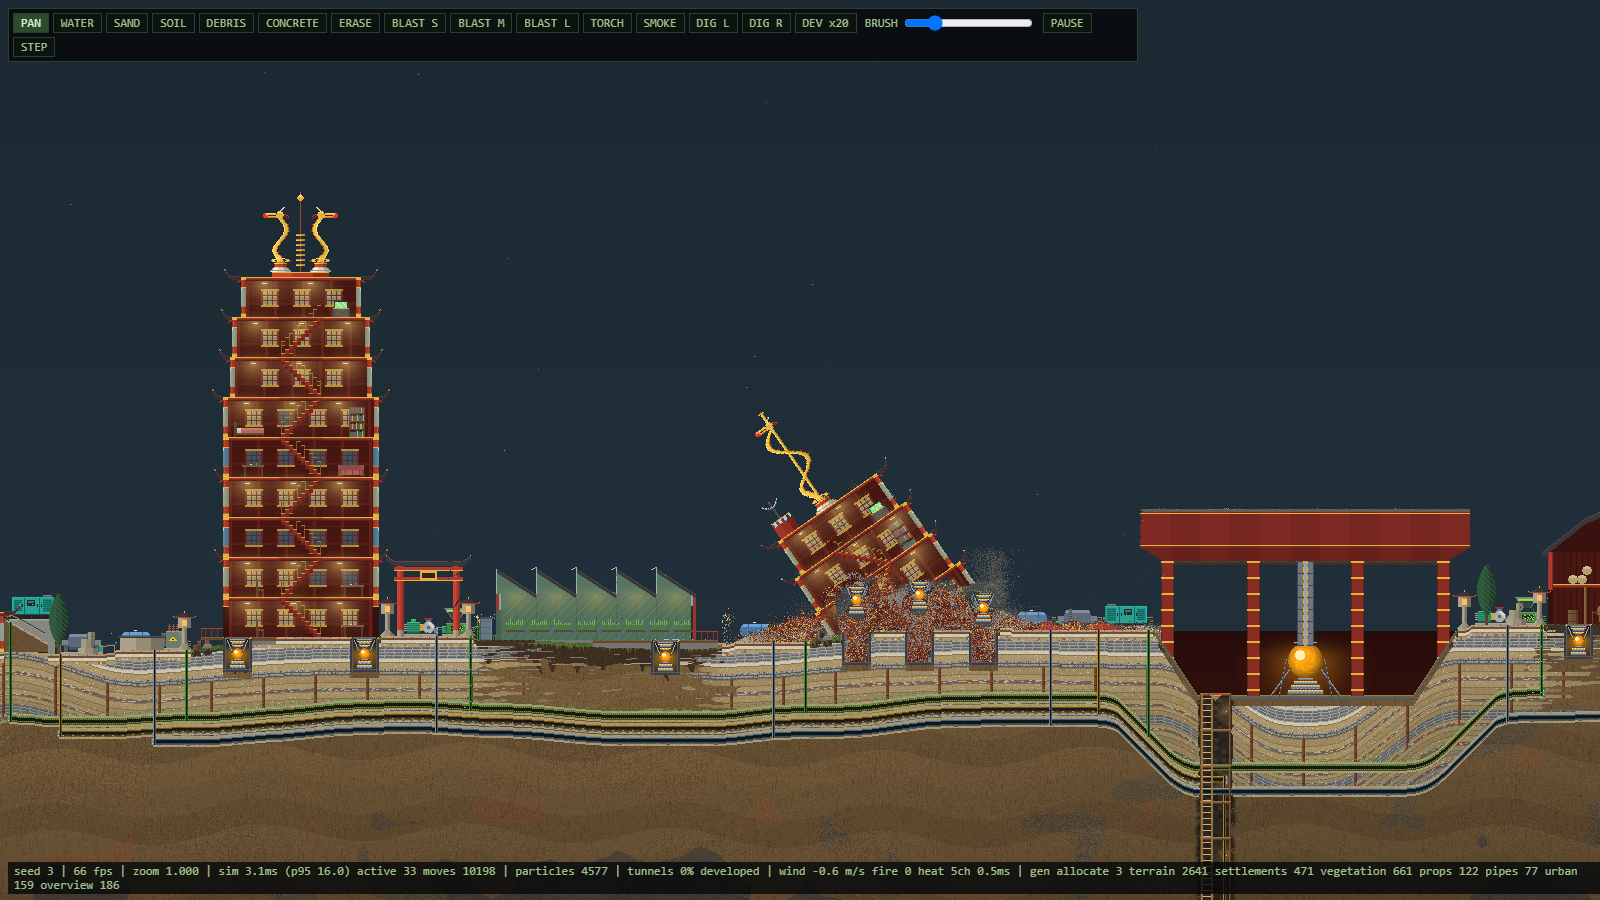 PAN WATER SAND SOIL DEBRIS CONCRETE ERASE BLAST S BLAST M BLAST L TORCH SMOKE DIG L DIG R DEV x20 BRUSH PAUSE
STEP
seed 3 | 66 fps | zoom 1.000 | sim 3.1ms (p95 16.0) active 33 moves 10198 | particles 4577 | tunnels 0% developed | wind -0.6 m/s fire 0 heat 5ch 0.5ms | gen allocate 3 terrain 2641 settlements 471 vegetation 661 props 122 pipes 77 urban
159 overview 186